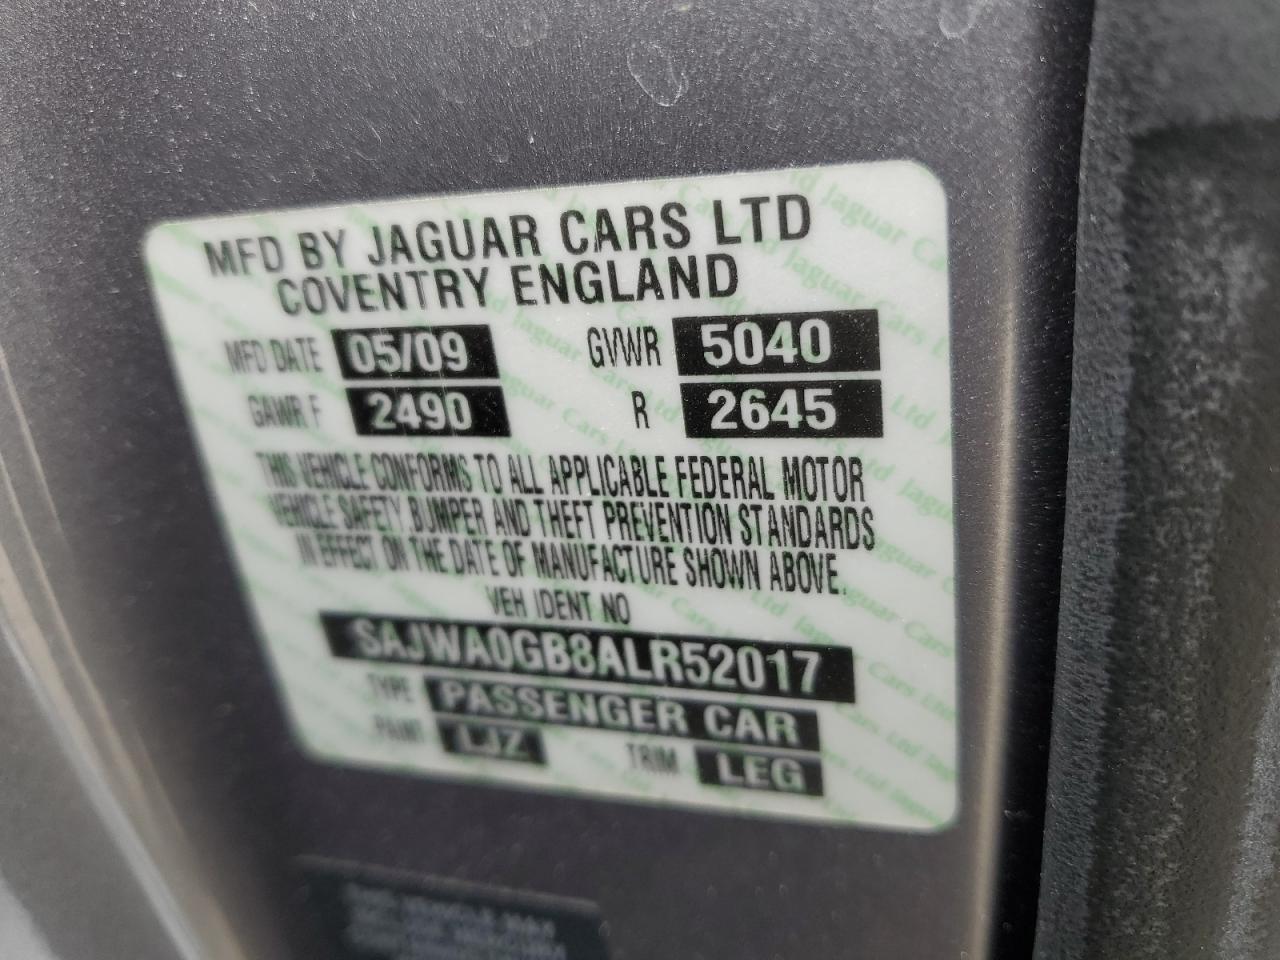 MFD BY JAGUAR CARS LTD
COVENTRY ENGLAND
MFD DATE 05/09 GVWR 5040
GAWR F 2490 R 2645
THIS VEHICLE CONFORMS TO ALL APPLICABLE FEDERAL MOTOR
VEHICLE SAFETY, BUMPER AND THEFT PREVENTION STANDARDS
IN EFFECT ON THE DATE OF MANUFACTURE SHOWN ABOVE.
VEH IDENT NO
SAJWA0GB8ALR52017
TYPE PASSENGER CAR
PAINT LJZ TRIM LEG